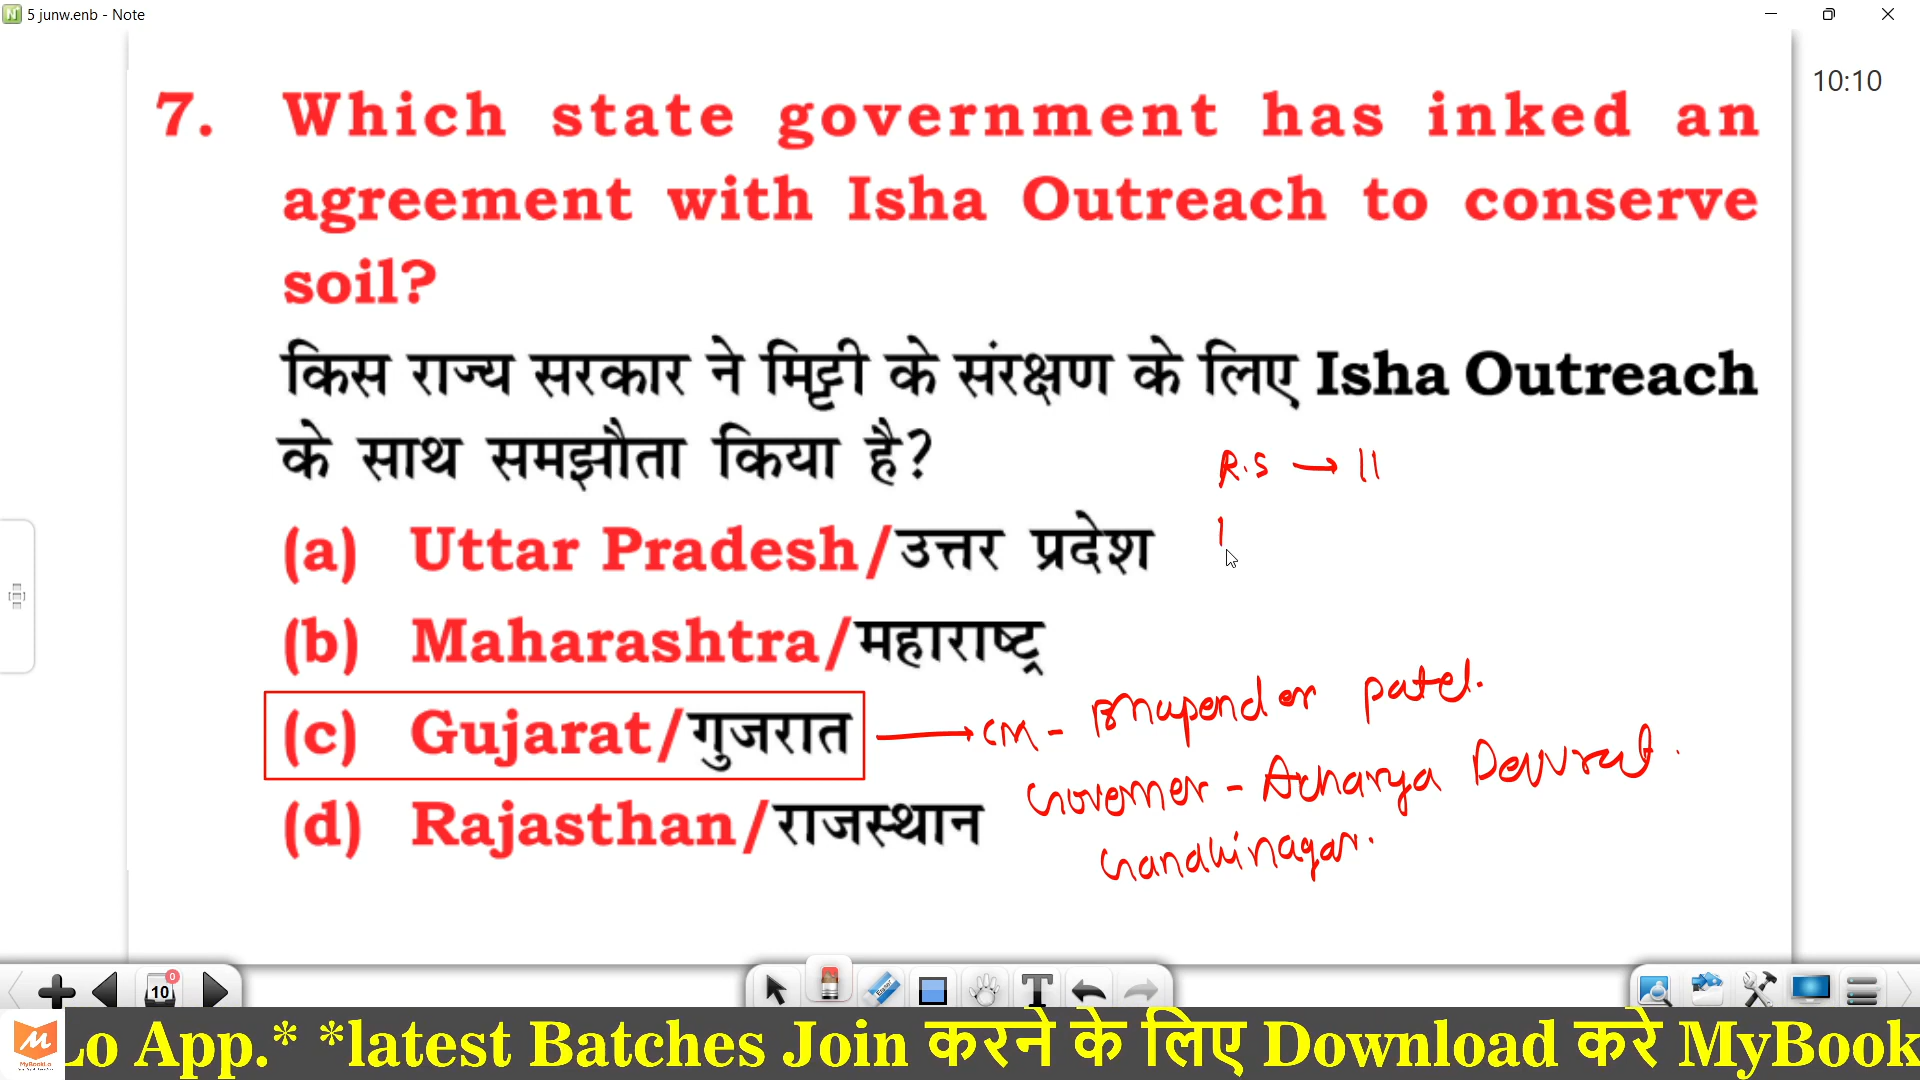 5 junw.enb - Note
10:10
7. Which state government has inked an
agreement with Isha Outreach to conserve
soil?
किस राज्य सरकार ने मिट्टी के संरक्षण के लिए Isha Outreach
के साथ समझौता किया है?
R.S → 11
(a) Uttar Pradesh/उत्तर प्रदेश
(b) Maharashtra/महाराष्ट्र
(c) Gujarat/गुजरात → CM - Bhupender patel.
Governer - Acharya Devvrat.
Gandhinagar.
(d) Rajasthan/राजस्थान
0
10
Lo App.* *latest Batches Join करने के लिए Download करे MyBook